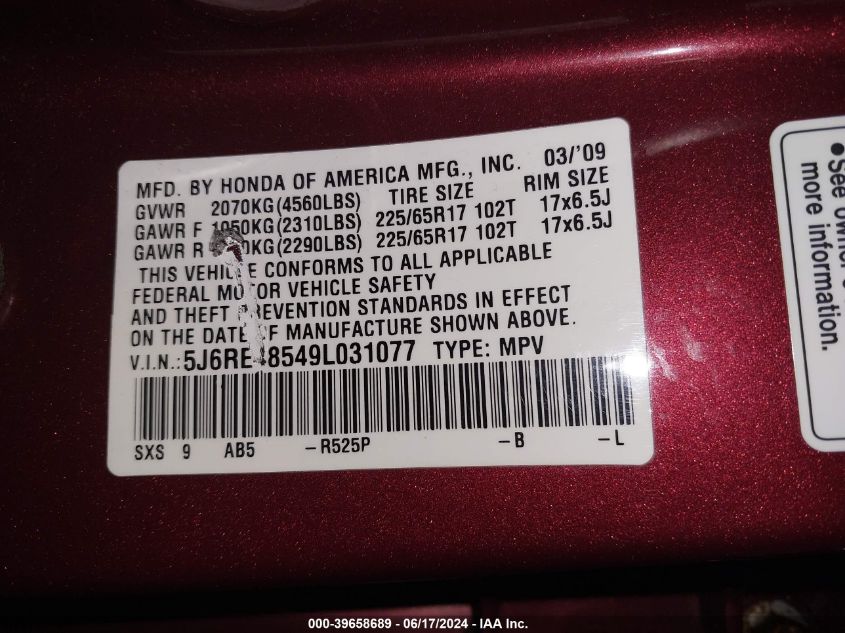 MFD. BY HONDA OF AMERICA MFG., INC. 03/'09
GVWR 2070KG(4560LBS) TIRE SIZE RIM SIZE
GAWR F 1050KG(2310LBS) 225/65R17 102T 17x6.5J
GAWR R (2290LBS) 225/65R17 102T 17x6.5J
THIS VEHICLE CONFORMS TO ALL APPLICABLE
FEDERAL MOTOR VEHICLE SAFETY
AND THEFT PREVENTION STANDARDS IN EFFECT
ON THE DATE OF MANUFACTURE SHOWN ABOVE.
V.I.N.: TYPE: MPV
SXS 9 AB5 -R525P -B -L
•See owner's
more information.
000-39658689 - 06/17/2024 - IAA Inc.